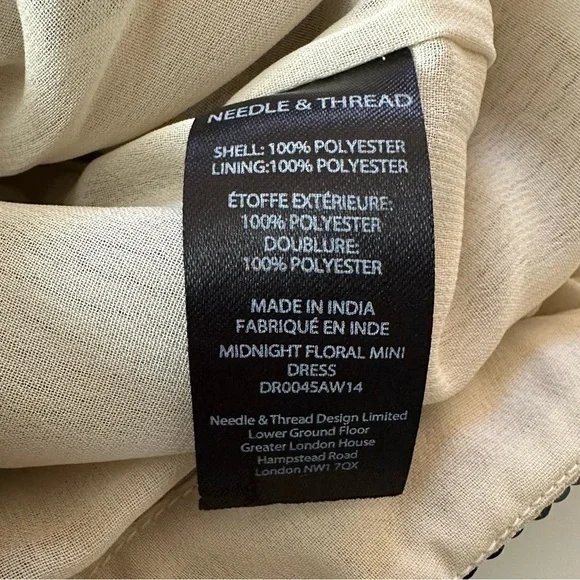 NEEDLE & THREAD
SHELL: 100% POLYESTER
LINING:100% POLYESTER
ÉTOFFE EXTÉRIEURE:
100% POLYESTER
DOUBLURE:
100% POLYESTER
MADE IN INDIA
FABRIQUÉ EN INDE
MIDNIGHT FLORAL MINI
DRESS
DR0045AW14
Needle & Thread Design Limited
Lower Ground Floor
Greater London House
Hampstead Road
London NW1 7QX